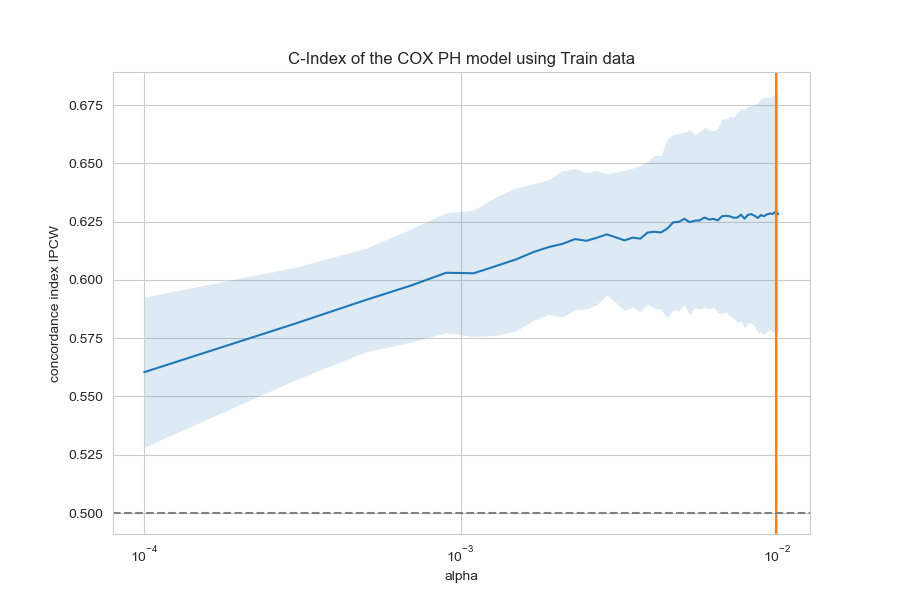 C-Index of the COX PH model using Train data
concordance index IPCW
0.675
0.650
0.625
0.600
0.575
0.550
0.525
0.500
10⁻⁴ 10⁻³ 10⁻²
alpha